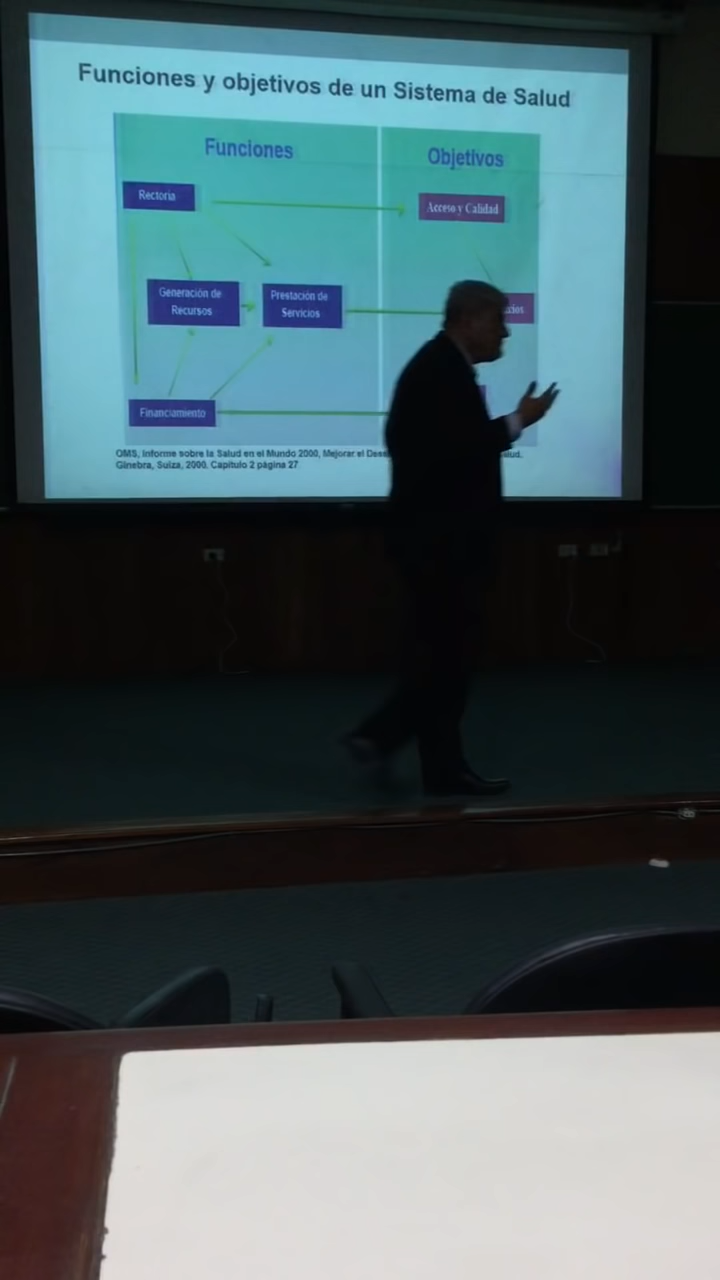 Funciones y objetivos de un Sistema de Salud
Funciones
Objetivos
Rectoria
Acceso y Calidad
Generación de
Recursos
Prestación de
Servicios
Financiamiento
OMS, Informe sobre la Salud en el Mundo 2000, Mejorar el
Ginebra, Suiza, 2000. Capítulo 2 página 27